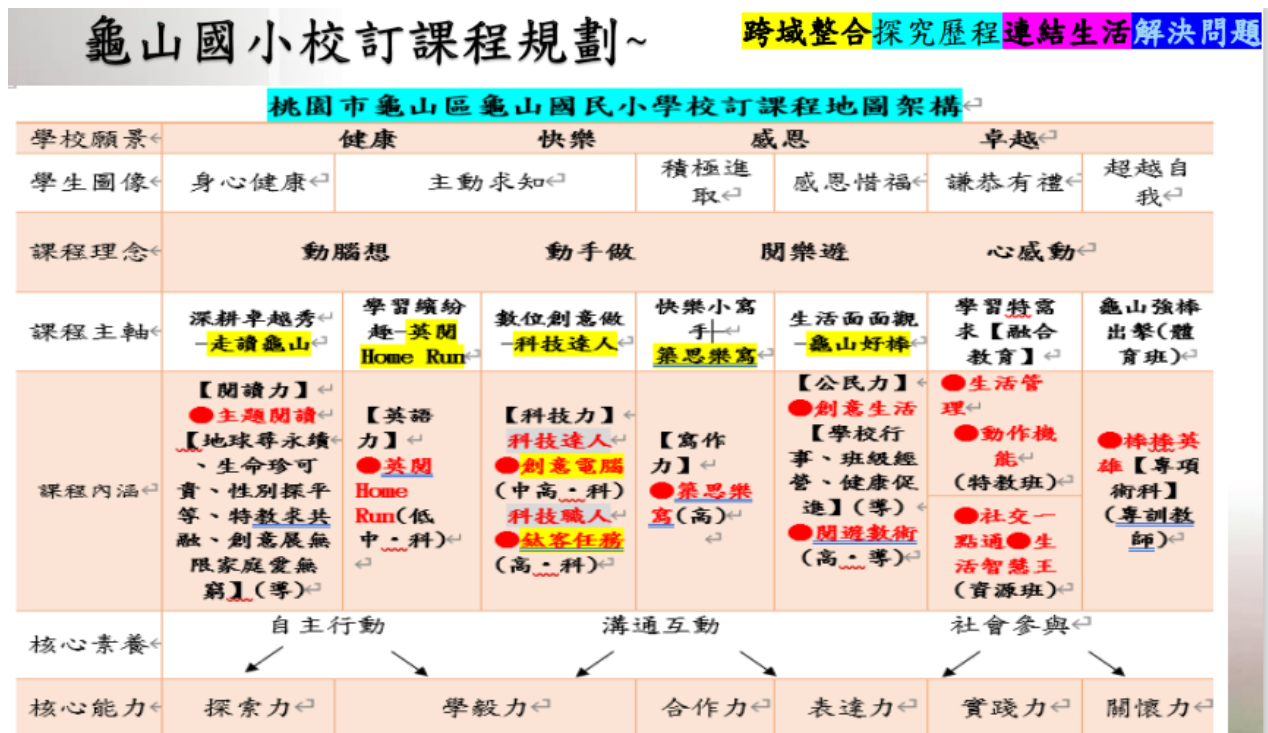 龜山國小校訂課程規劃~
跨域整合探究歷程連結生活解決問題
桃園市龜山區龜山國民小學校訂課程地圖架構
學校願景 健康 快樂 感恩 卓越
學生圖像 身心健康 主動求知 積極進取 感恩惜福 謙恭有禮 超越自我
課程理念 動腦想 動手做 閱樂遊 心感動
課程主軸
深耕卓越秀
-走讀龜山
學習繽紛
趣-英閱
Home Run
數位創意做
-科技達人
快樂小寫
手-
築思樂寫
生活面面觀
-龜山好棒
學習特需
求【融合
教育】
龜山強棒
出擊(體
育班)
課程內涵
【閱讀力】
●主題閱讀
【地球尋永續
、生命珍可
貴、性別探平
等、特教求共
融、創意展無
限家庭愛無
窮】(導)
【英語
力】
●英閱
Home
Run(低
中·科)
【科技力】
科技達人
●創意電腦
(中高·科)
科技職人
●鈦客任務
(高·科)
【寫作
力】
●築思樂
寫(高)
【公民力】
●創意生活
【學校行
事、班級經
營、健康促
進】(導)
●閱遊數術
(高·導)
●生活管
理
●動作機
能
(特教班)
●社交一
點通●生
活智慧王
(資源班)
●棒棒英
雄【專項
術科】
(專訓教
師)
核心素養 自主行動 溝通互動 社會參與
核心能力 探索力 學毅力 合作力 表達力 實踐力 關懷力